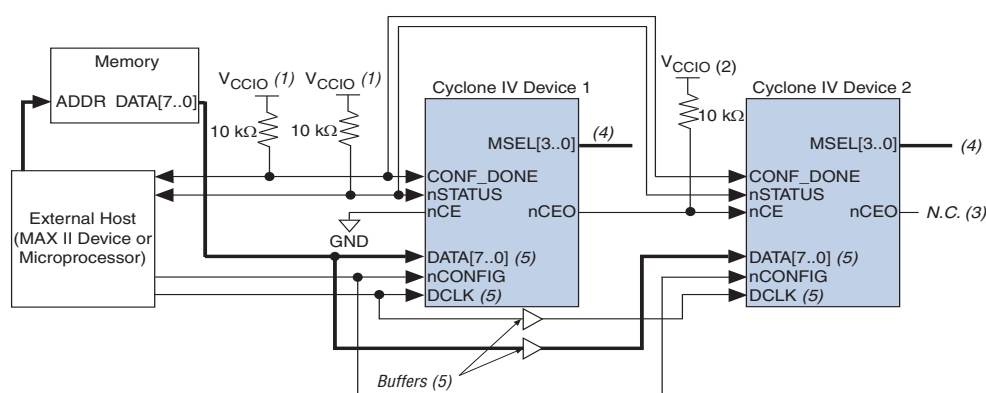 Memory
ADDR DATA[7..0]
VCCIO (1)
VCCIO (1)
10 kΩ
10 kΩ
External Host
(MAX II Device or
Microprocessor)
GND
Cyclone IV Device 1
MSEL[3..0]
(4)
CONF_DONE
nSTATUS
nCE
nCEO
DATA[7..0] (5)
nCONFIG
DCLK (5)
VCCIO (2)
10 kΩ
Cyclone IV Device 2
MSEL[3..0]
(4)
CONF_DONE
nSTATUS
nCE
nCEO
N.C. (3)
DATA[7..0] (5)
nCONFIG
DCLK (5)
Buffers (5)